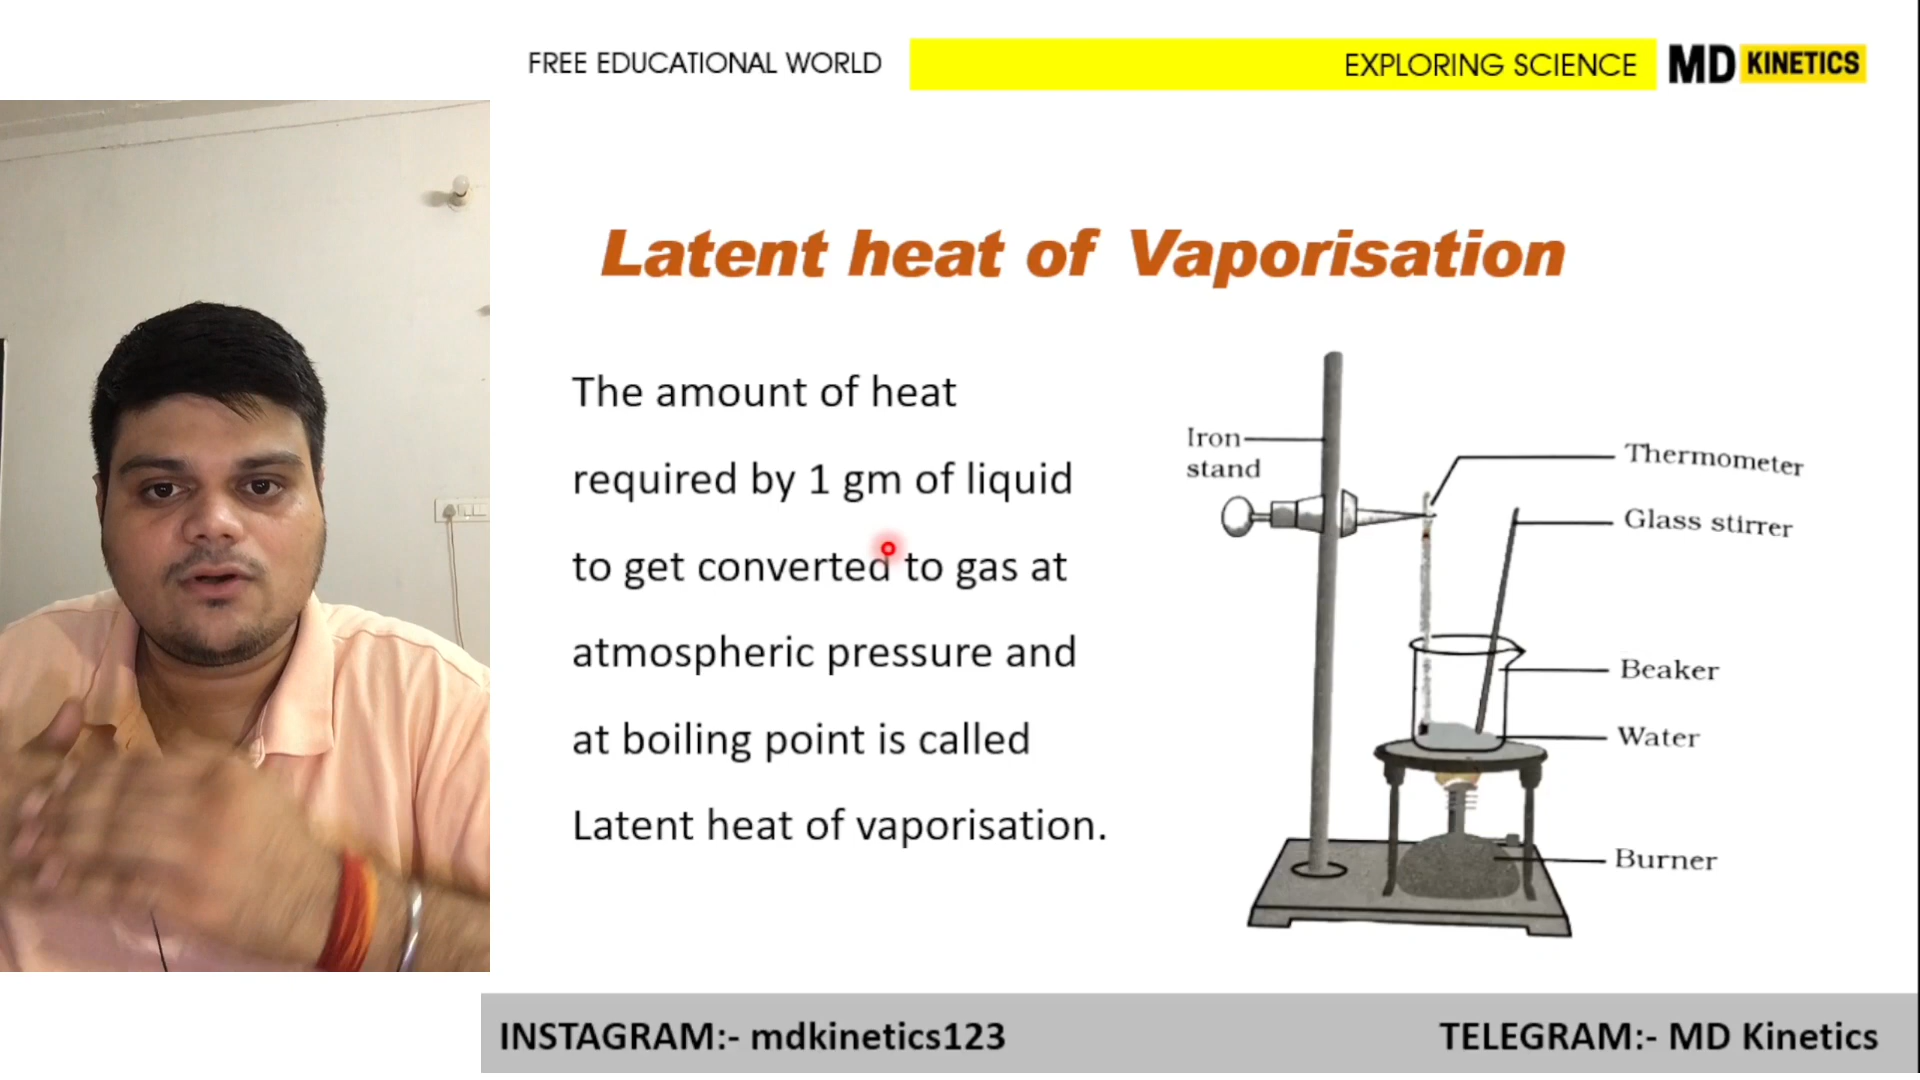 FREE EDUCATIONAL WORLD
EXPLORING SCIENCE
MD KINETICS
Latent heat of Vaporisation
The amount of heat
required by 1 gm of liquid
to get converted to gas at
atmospheric pressure and
at boiling point is called
Latent heat of vaporisation.
Iron
stand
Thermometer
Glass stirrer
Beaker
Water
Burner
INSTAGRAM:- mdkinetics123
TELEGRAM:- MD Kinetics